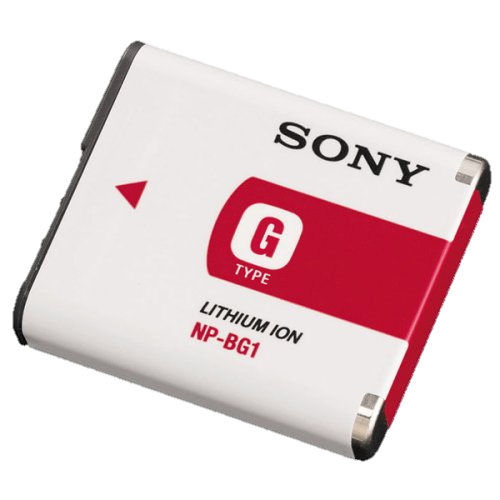 SONY
G
TYPE
LITHIUM ION
NP-BG1